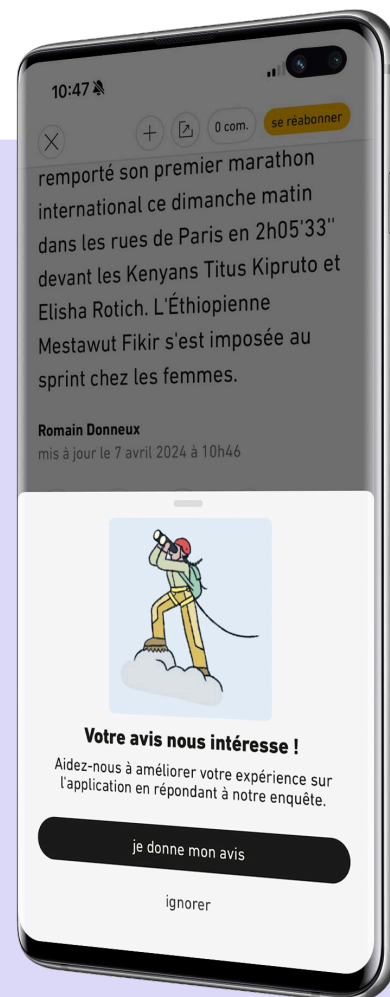 10:47
0 com.
se réabonner
remporté son premier marathon
international ce dimanche matin
dans les rues de Paris en 2h05'33''
devant les Kenyans Titus Kipruto et
Elisha Rotich. L'Éthiopienne
Mestawut Fikir s'est imposée au
sprint chez les femmes.
Romain Donneux
mis à jour le 7 avril 2024 à 10h46
Votre avis nous intéresse !
Aidez-nous à améliorer votre expérience sur
l'application en répondant à notre enquête.
je donne mon avis
ignorer